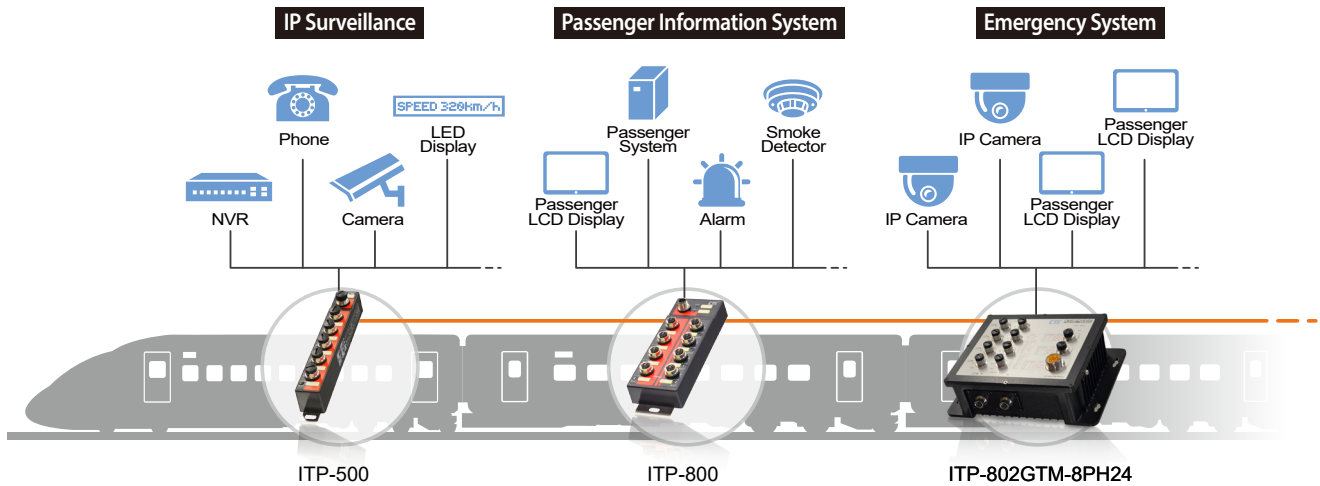 IP Surveillance
Passenger Information System
Emergency System
SPEED 320km/h
Phone
LED
Display
NVR
Camera
Passenger
System
Smoke
Detector
Passenger
LCD Display
Alarm
IP Camera
Passenger
LCD Display
IP Camera
Passenger
LCD Display
ITP-500
ITP-800
ITP-802GTM-8PH24